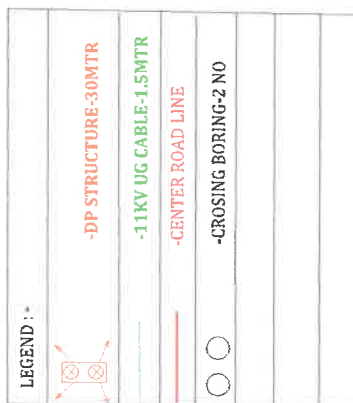 LEGEND :-
-DP STRUCTURE-30MTR
-11KV UG CABLE-1.5MTR
-CENTER ROAD LINE
-CROSING BORING-2 NO